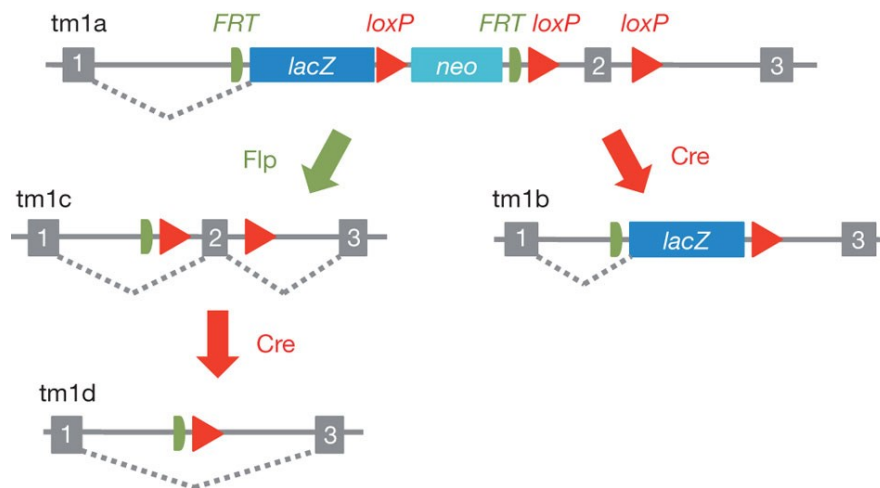 FRT loxP FRT loxP loxP
tm1a
1 lacZ neo 2 3
Flp Cre
tm1c tm1b
1 2 3 1 lacZ 3
Cre
tm1d
1 3